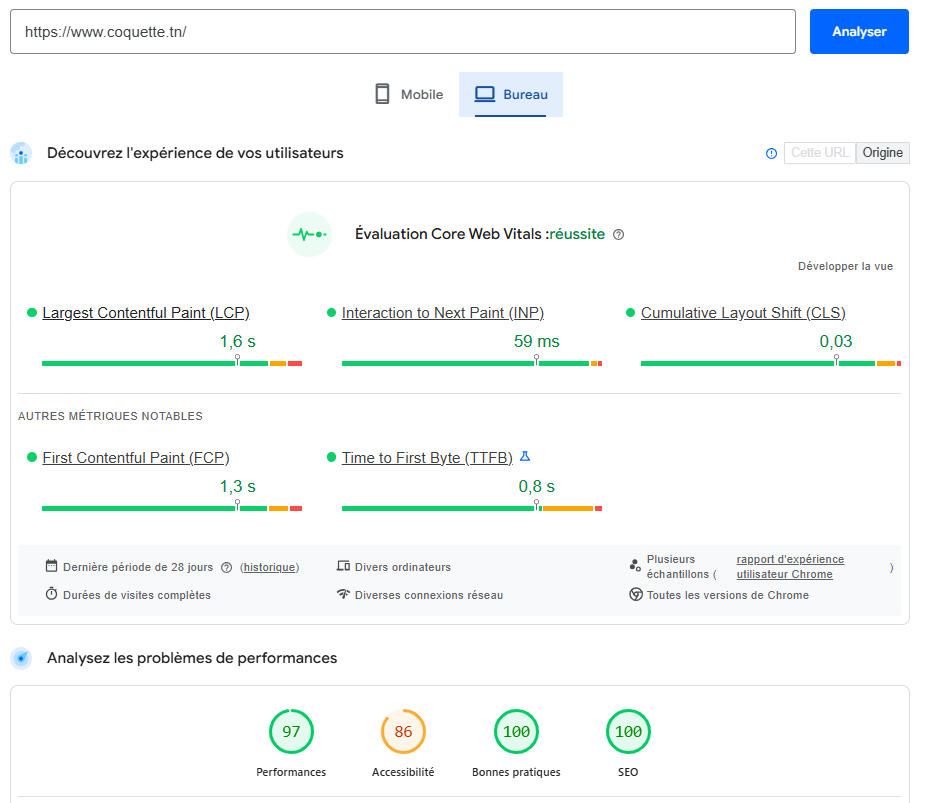 https://www.coquette.tn/
Analyser
Mobile
Bureau
Découvrez l'expérience de vos utilisateurs
Cette URL
Origine
Évaluation Core Web Vitals :réussite
Développer la vue
Largest Contentful Paint (LCP)
1,6 s
Interaction to Next Paint (INP)
59 ms
Cumulative Layout Shift (CLS)
0,03
AUTRES MÉTRIQUES NOTABLES
First Contentful Paint (FCP)
1,3 s
Time to First Byte (TTFB)
0,8 s
Dernière période de 28 jours (historique)
Divers ordinateurs
Plusieurs échantillons (rapport d'expérience utilisateur Chrome)
Durées de visites complètes
Diverses connexions réseau
Toutes les versions de Chrome
Analysez les problèmes de performances
97
Performances
86
Accessibilité
100
Bonnes pratiques
100
SEO